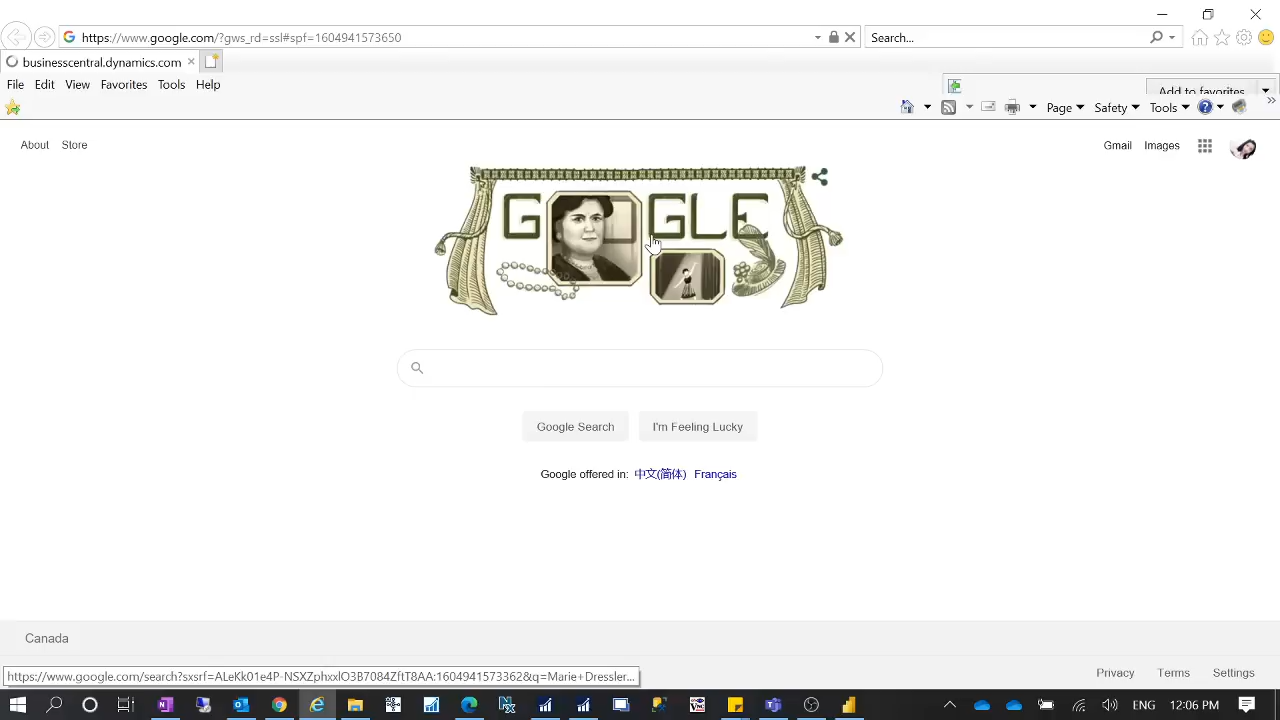 https://www.google.com/?gws_rd=ssl#spf=1604941573650
Search...
businesscentral.dynamics.com
File Edit View Favorites Tools Help
Add to favorites
Page Safety Tools
About Store
Gmail Images
GOOGLE
Google Search I'm Feeling Lucky
Google offered in: 中文(简体) Français
Canada
https://www.google.com/search?sxsrf=ALeKk01e4P-NSXZphxxlO3B7084ZftT8AA:1604941573362&q=Marie+Dressler...
Privacy Terms Settings
12:06 PM